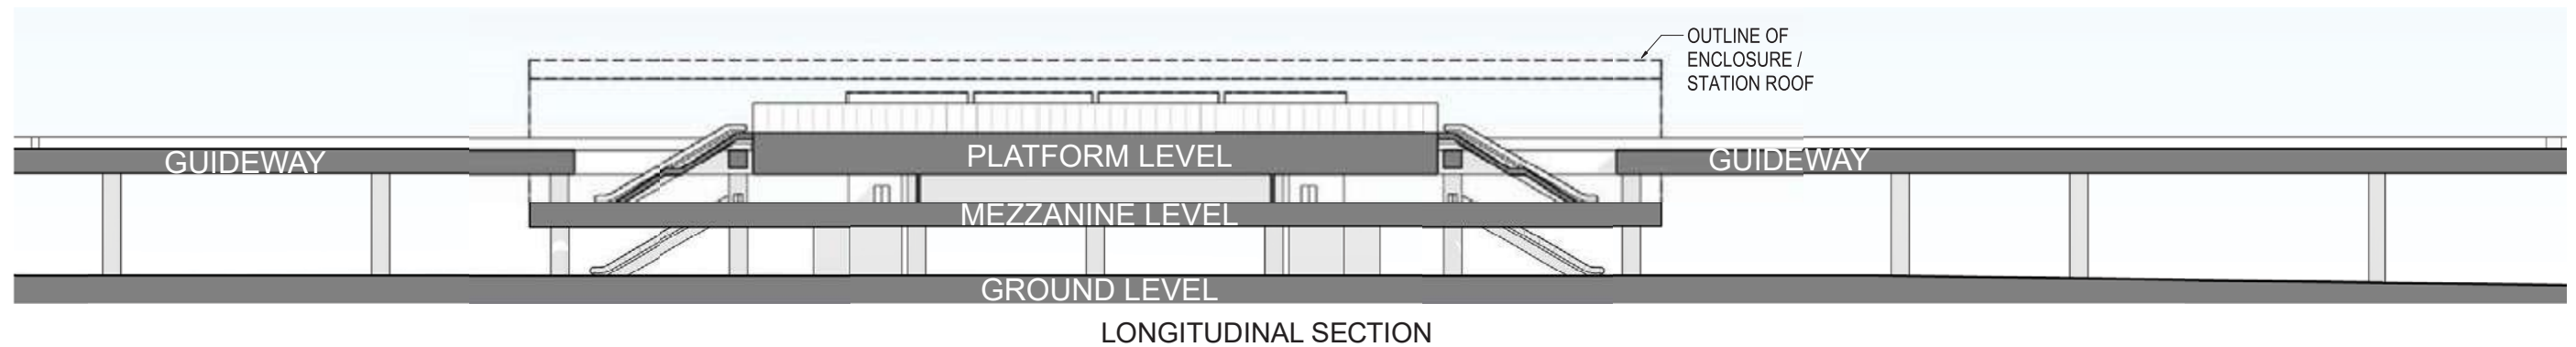 OUTLINE OF
ENCLOSURE /
STATION ROOF
GUIDEWAY
PLATFORM LEVEL
GUIDEWAY
MEZZANINE LEVEL
GROUND LEVEL
LONGITUDINAL SECTION